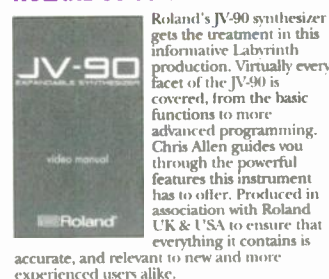 JV-90
EXPANDABLE SYNTHESIZER
video manual
Roland
Roland's JV-90 synthesizer
gets the treatment in this
informative Labyrinth
production. Virtually every
facet of the JV-90 is
covered, from the basic
functions to more
advanced programming.
Chris Allen guides you
through the powerful
features this instrument
has to offer. Produced in
association with Roland
UK & USA to ensure that
everything it contains is
accurate, and relevant to new and more
experienced users alike.